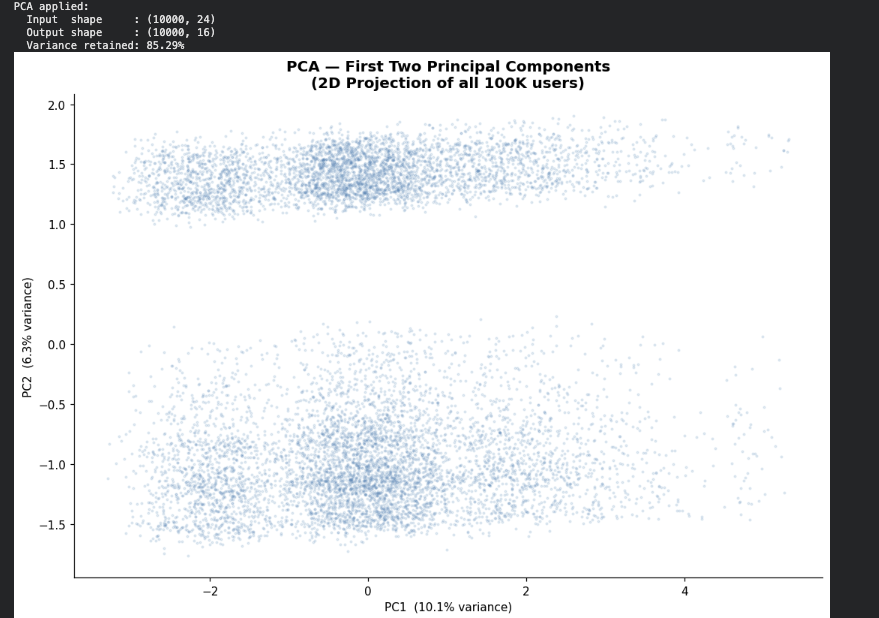 PCA applied:
  Input  shape     : (10000, 24)
  Output shape     : (10000, 16)
  Variance retained: 85.29%
PCA — First Two Principal Components
(2D Projection of all 100K users)
2.0
1.5
1.0
0.5
0.0
−0.5
−1.0
−1.5
PC2  (6.3% variance)
−2
0
2
4
PC1  (10.1% variance)